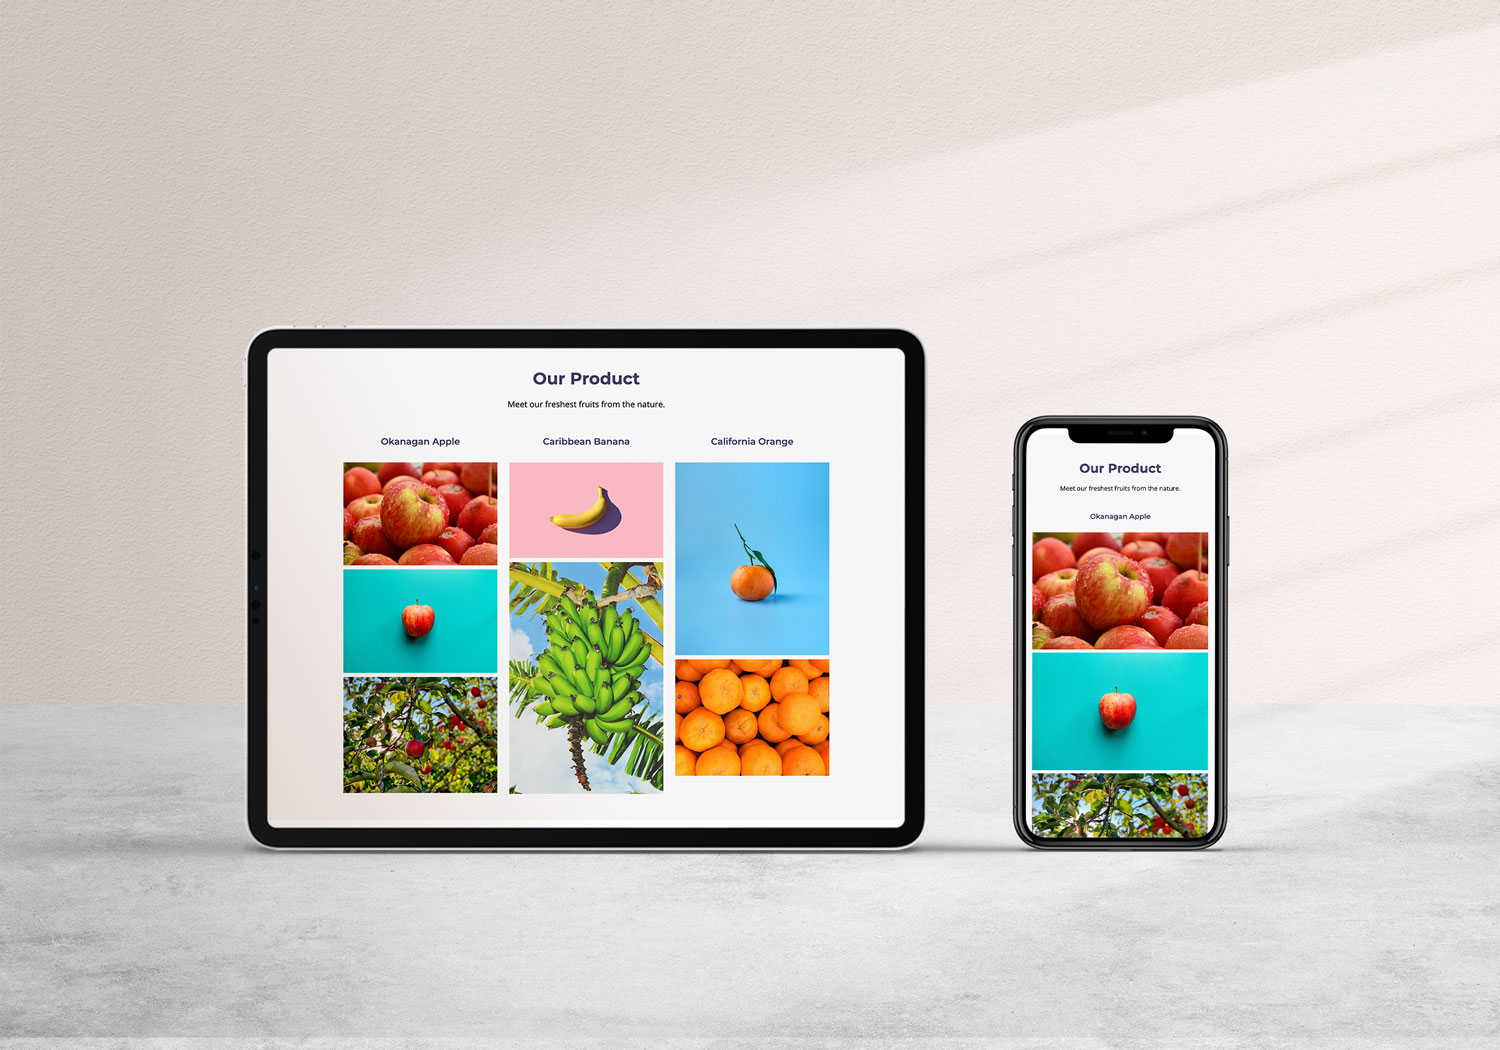 Our Product
Meet our freshest fruits from the nature.
Okanagan Apple
Caribbean Banana
California Orange
Our Product
Meet our freshest fruits from the nature.
Okanagan Apple